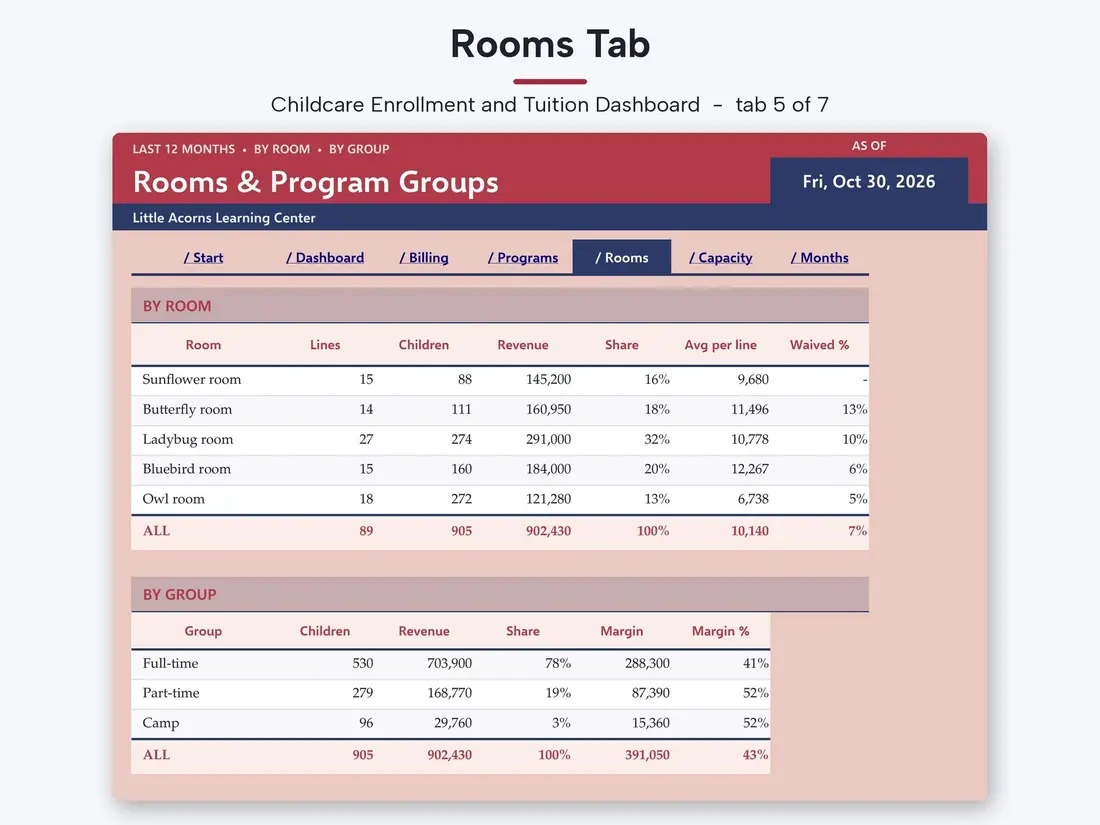 Rooms Tab
Childcare Enrollment and Tuition Dashboard - tab 5 of 7
LAST 12 MONTHS • BY ROOM • BY GROUP
AS OF
Rooms & Program Groups
Fri, Oct 30, 2026
Little Acorns Learning Center
/ Start / Dashboard / Billing / Programs / Rooms / Capacity / Months
BY ROOM
Room Lines Children Revenue Share Avg per line Waived %
Sunflower room 15 88 145,200 16% 9,680 -
Butterfly room 14 111 160,950 18% 11,496 13%
Ladybug room 27 274 291,000 32% 10,778 10%
Bluebird room 15 160 184,000 20% 12,267 6%
Owl room 18 272 121,280 13% 6,738 5%
ALL 89 905 902,430 100% 10,140 7%
BY GROUP
Group Children Revenue Share Margin Margin %
Full-time 530 703,900 78% 288,300 41%
Part-time 279 168,770 19% 87,390 52%
Camp 96 29,760 3% 15,360 52%
ALL 905 902,430 100% 391,050 43%